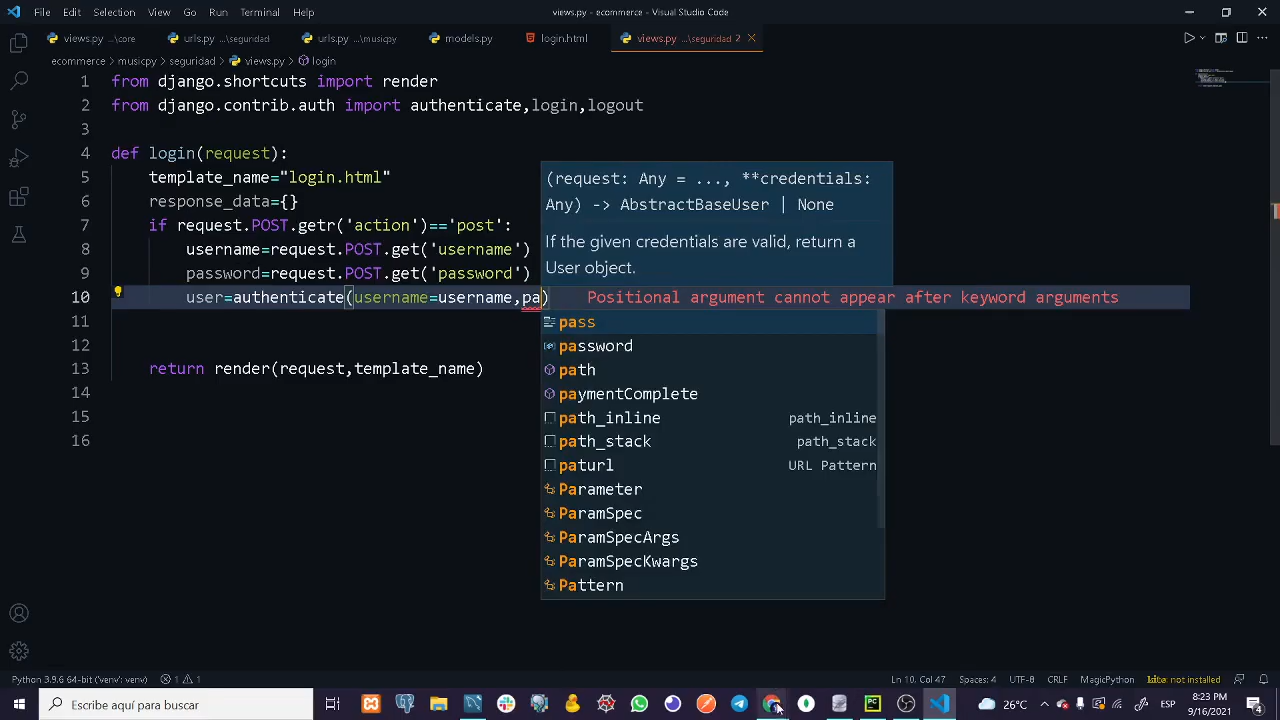 File Edit Selection View Go Run Terminal Help views.py - ecommerce - Visual Studio Code
views.py ...\core urls.py ...\seguridad urls.py ...\musicpy models.py login.html views.py ...\seguridad 2
ecommerce > musicpy > seguridad > views.py > login
1 from django.shortcuts import render
2 from django.contrib.auth import authenticate,login,logout
3
4 def login(request):
5 template_name="login.html"
6 response_data={}
7 if request.POST.getr('action')=='post':
8 username=request.POST.get('username')
9 password=request.POST.get('password')
10 user=authenticate(username=username,pa) Positional argument cannot appear after keyword arguments
11
12
13 return render(request,template_name)
14
15
16
(request: Any = ..., **credentials:
Any) -> AbstractBaseUser | None
If the given credentials are valid, return a
User object.
pass
password
path
paymentComplete
path_inline path_inline
path_stack path_stack
paturl URL Pattern
Parameter
ParamSpec
ParamSpecArgs
ParamSpecKwargs
Pattern
Python 3.9.6 64-bit ('venv': venv) 1 1 Ln 10, Col 47 Spaces: 4 UTF-8 CRLF MagicPython kite: not installed
Escribe aquí para buscar 26°C ESP 8:23 PM
9/16/2021